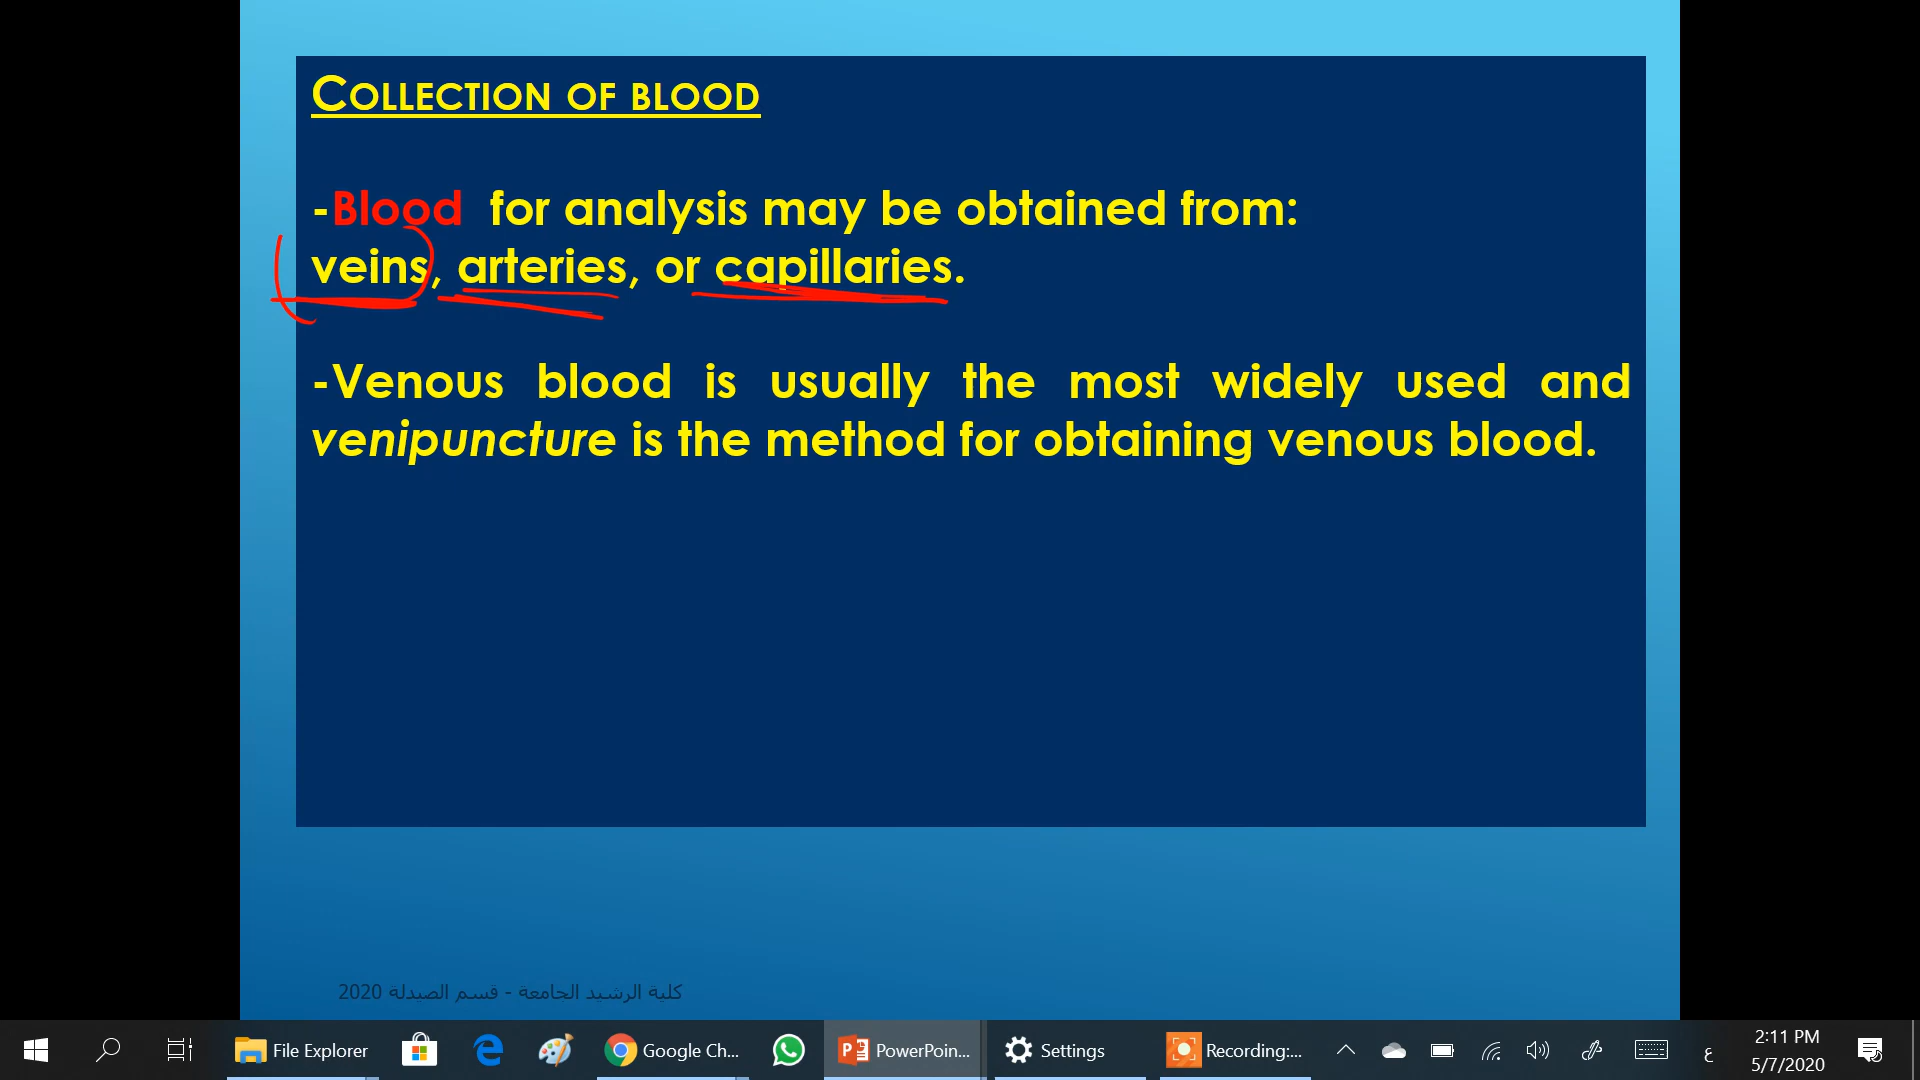 COLLECTION OF BLOOD
-Blood for analysis may be obtained from:
veins, arteries, or capillaries.
-Venous blood is usually the most widely used and
venipuncture is the method for obtaining venous blood.
كلية الرشيد الجامعة - قسم الصيدلة 2020
File Explorer
Google Ch...
PowerPoin...
Settings
Recording:...
ع
2:11 PM
5/7/2020